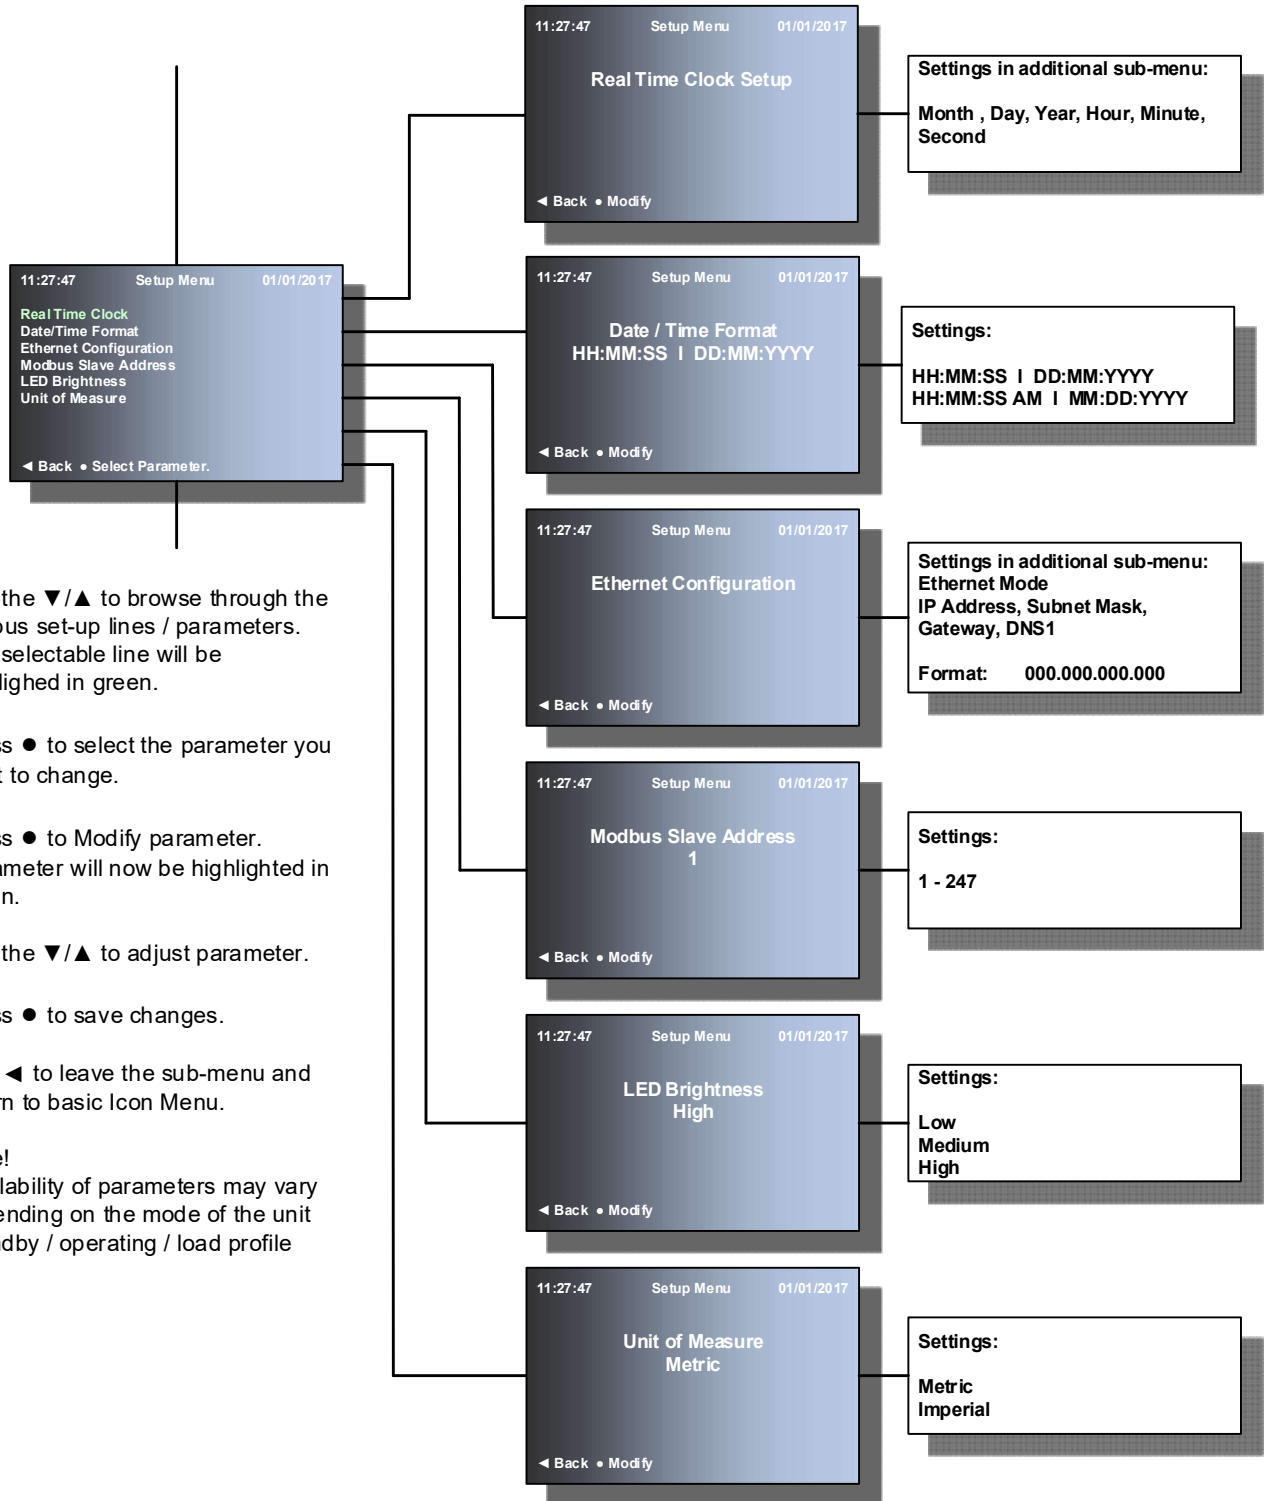 11:27:47 Setup Menu 01/01/2017
Real Time Clock
Date/Time Format
Ethernet Configuration
Modbus Slave Address
LED Brightness
Unit of Measure
◄ Back ● Select Parameter.
the ▼/▲ to browse through the
ous set-up lines / parameters.
selectable line will be
lighed in green.
ss ● to select the parameter you
t to change.
ss ● to Modify parameter.
ameter will now be highlighted in
n.
the ▼/▲ to adjust parameter.
ss ● to save changes.
◄ to leave the sub-menu and
rn to basic Icon Menu.
e!
lability of parameters may vary
ending on the mode of the unit
ndby / operating / load profile
11:27:47 Setup Menu 01/01/2017
Real Time Clock Setup
◄ Back ● Modify
Settings in additional sub-menu:
Month , Day, Year, Hour, Minute,
Second
11:27:47 Setup Menu 01/01/2017
Date / Time Format
HH:MM:SS I DD:MM:YYYY
◄ Back ● Modify
Settings:
HH:MM:SS I DD:MM:YYYY
HH:MM:SS AM I MM:DD:YYYY
11:27:47 Setup Menu 01/01/2017
Ethernet Configuration
◄ Back ● Modify
Settings in additional sub-menu:
Ethernet Mode
IP Address, Subnet Mask,
Gateway, DNS1
Format: 000.000.000.000
11:27:47 Setup Menu 01/01/2017
Modbus Slave Address
1
◄ Back ● Modify
Settings:
1 - 247
11:27:47 Setup Menu 01/01/2017
LED Brightness
High
◄ Back ● Modify
Settings:
Low
Medium
High
11:27:47 Setup Menu 01/01/2017
Unit of Measure
Metric
◄ Back ● Modify
Settings:
Metric
Imperial